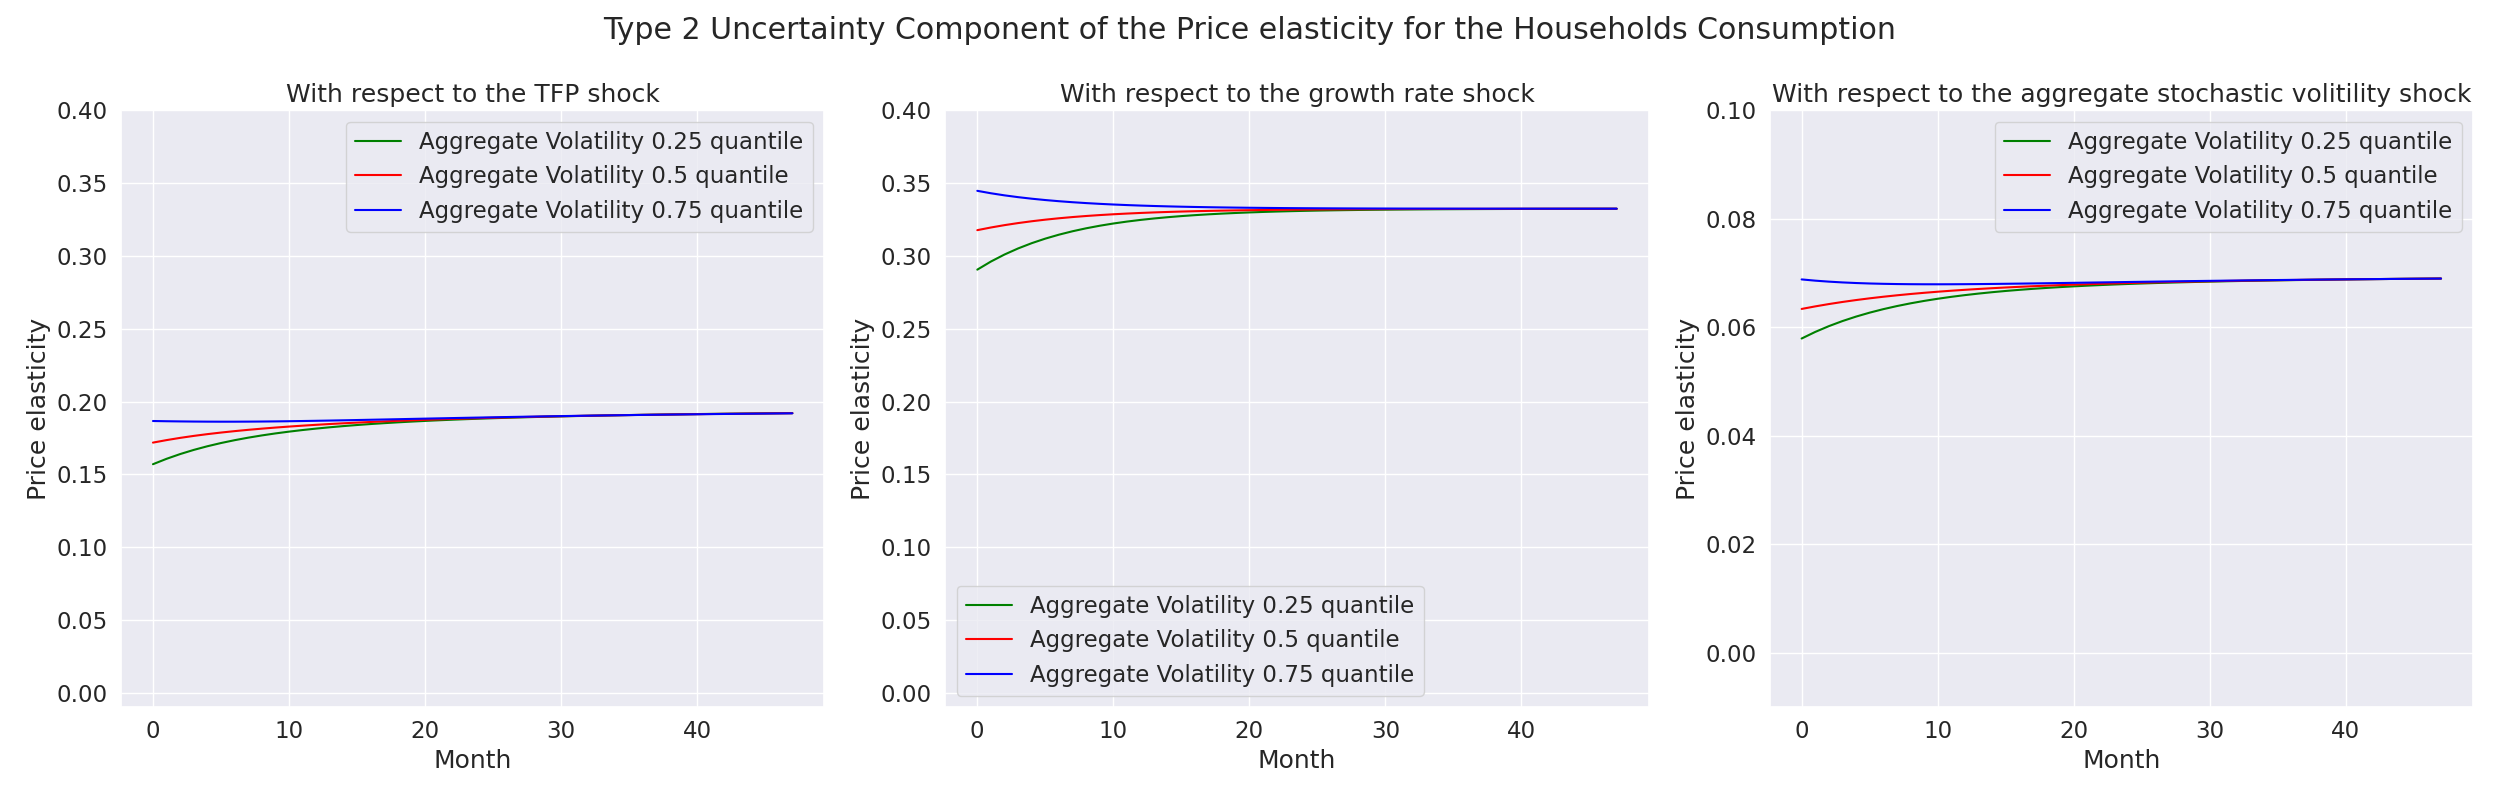 Type 2 Uncertainty Component of the Price elasticity for the Households Consumption
With respect to the TFP shock
0.40
0.35
0.30
0.25
0.20
0.15
0.10
0.05
0.00
Price elasticity
Aggregate Volatility 0.25 quantile
Aggregate Volatility 0.5 quantile
Aggregate Volatility 0.75 quantile
0 10 20 30 40
Month
With respect to the growth rate shock
0.40
0.35
0.30
0.25
0.20
0.15
0.10
0.05
0.00
Price elasticity
Aggregate Volatility 0.25 quantile
Aggregate Volatility 0.5 quantile
Aggregate Volatility 0.75 quantile
0 10 20 30 40
Month
With respect to the aggregate stochastic volitility shock
0.10
0.08
0.06
0.04
0.02
0.00
Price elasticity
Aggregate Volatility 0.25 quantile
Aggregate Volatility 0.5 quantile
Aggregate Volatility 0.75 quantile
0 10 20 30 40
Month